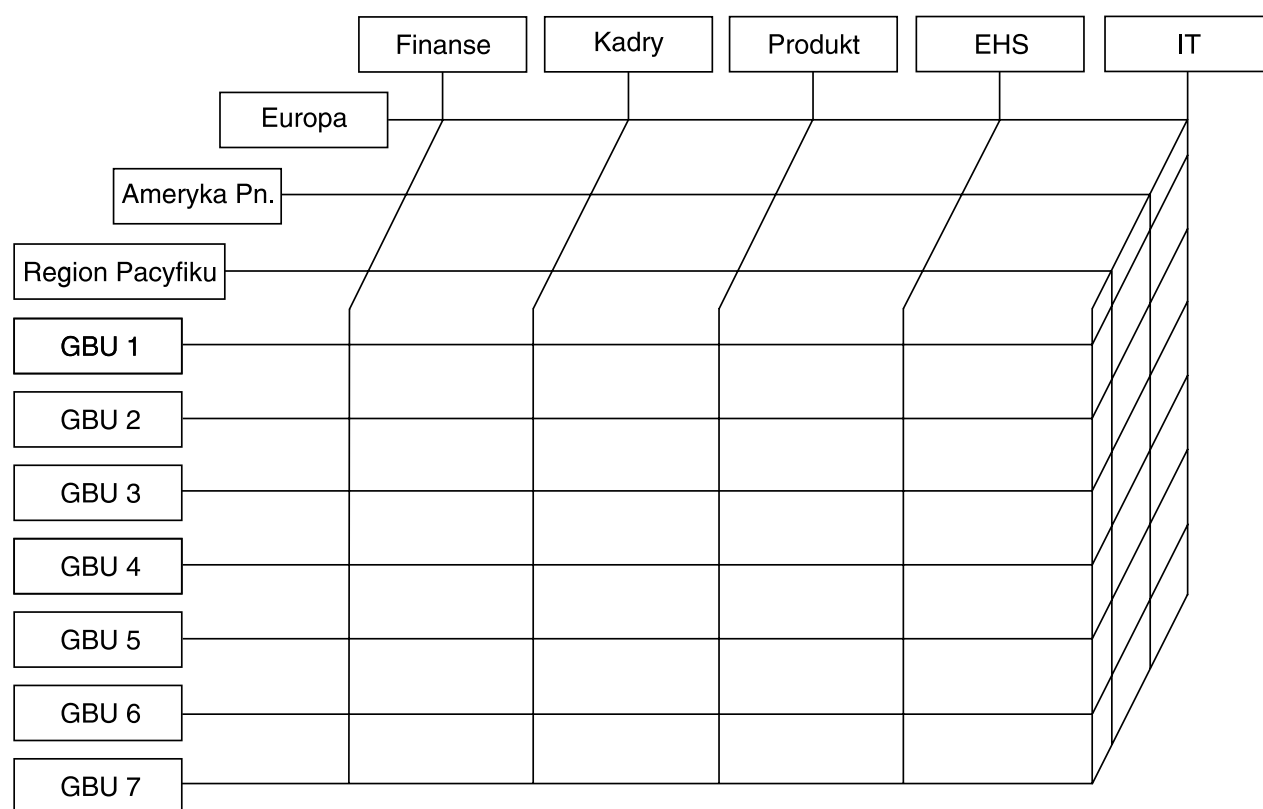 Finanse
Kadry
Produkt
EHS
IT
Europa
Ameryka Pn.
Region Pacyfiku
GBU 1
GBU 2
GBU 3
GBU 4
GBU 5
GBU 6
GBU 7